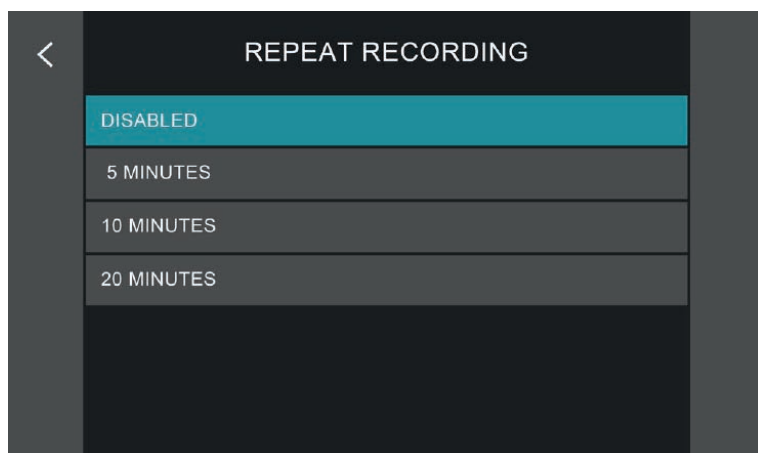 REPEAT RECORDING
DISABLED
5 MINUTES
10 MINUTES
20 MINUTES